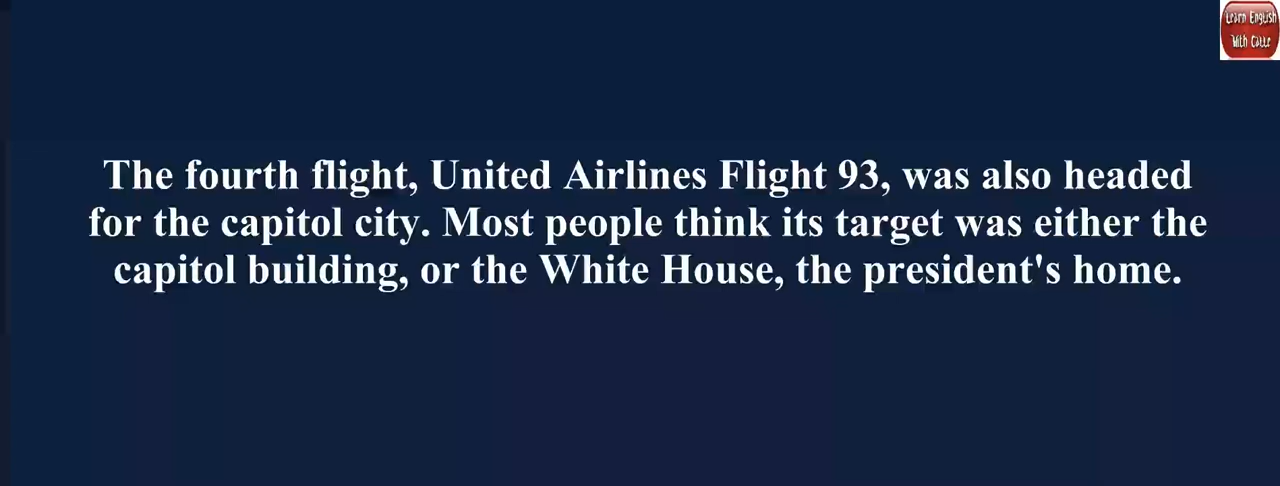 Learn English
With Catte
The fourth flight, United Airlines Flight 93, was also headed
for the capitol city. Most people think its target was either the
capitol building, or the White House, the president's home.